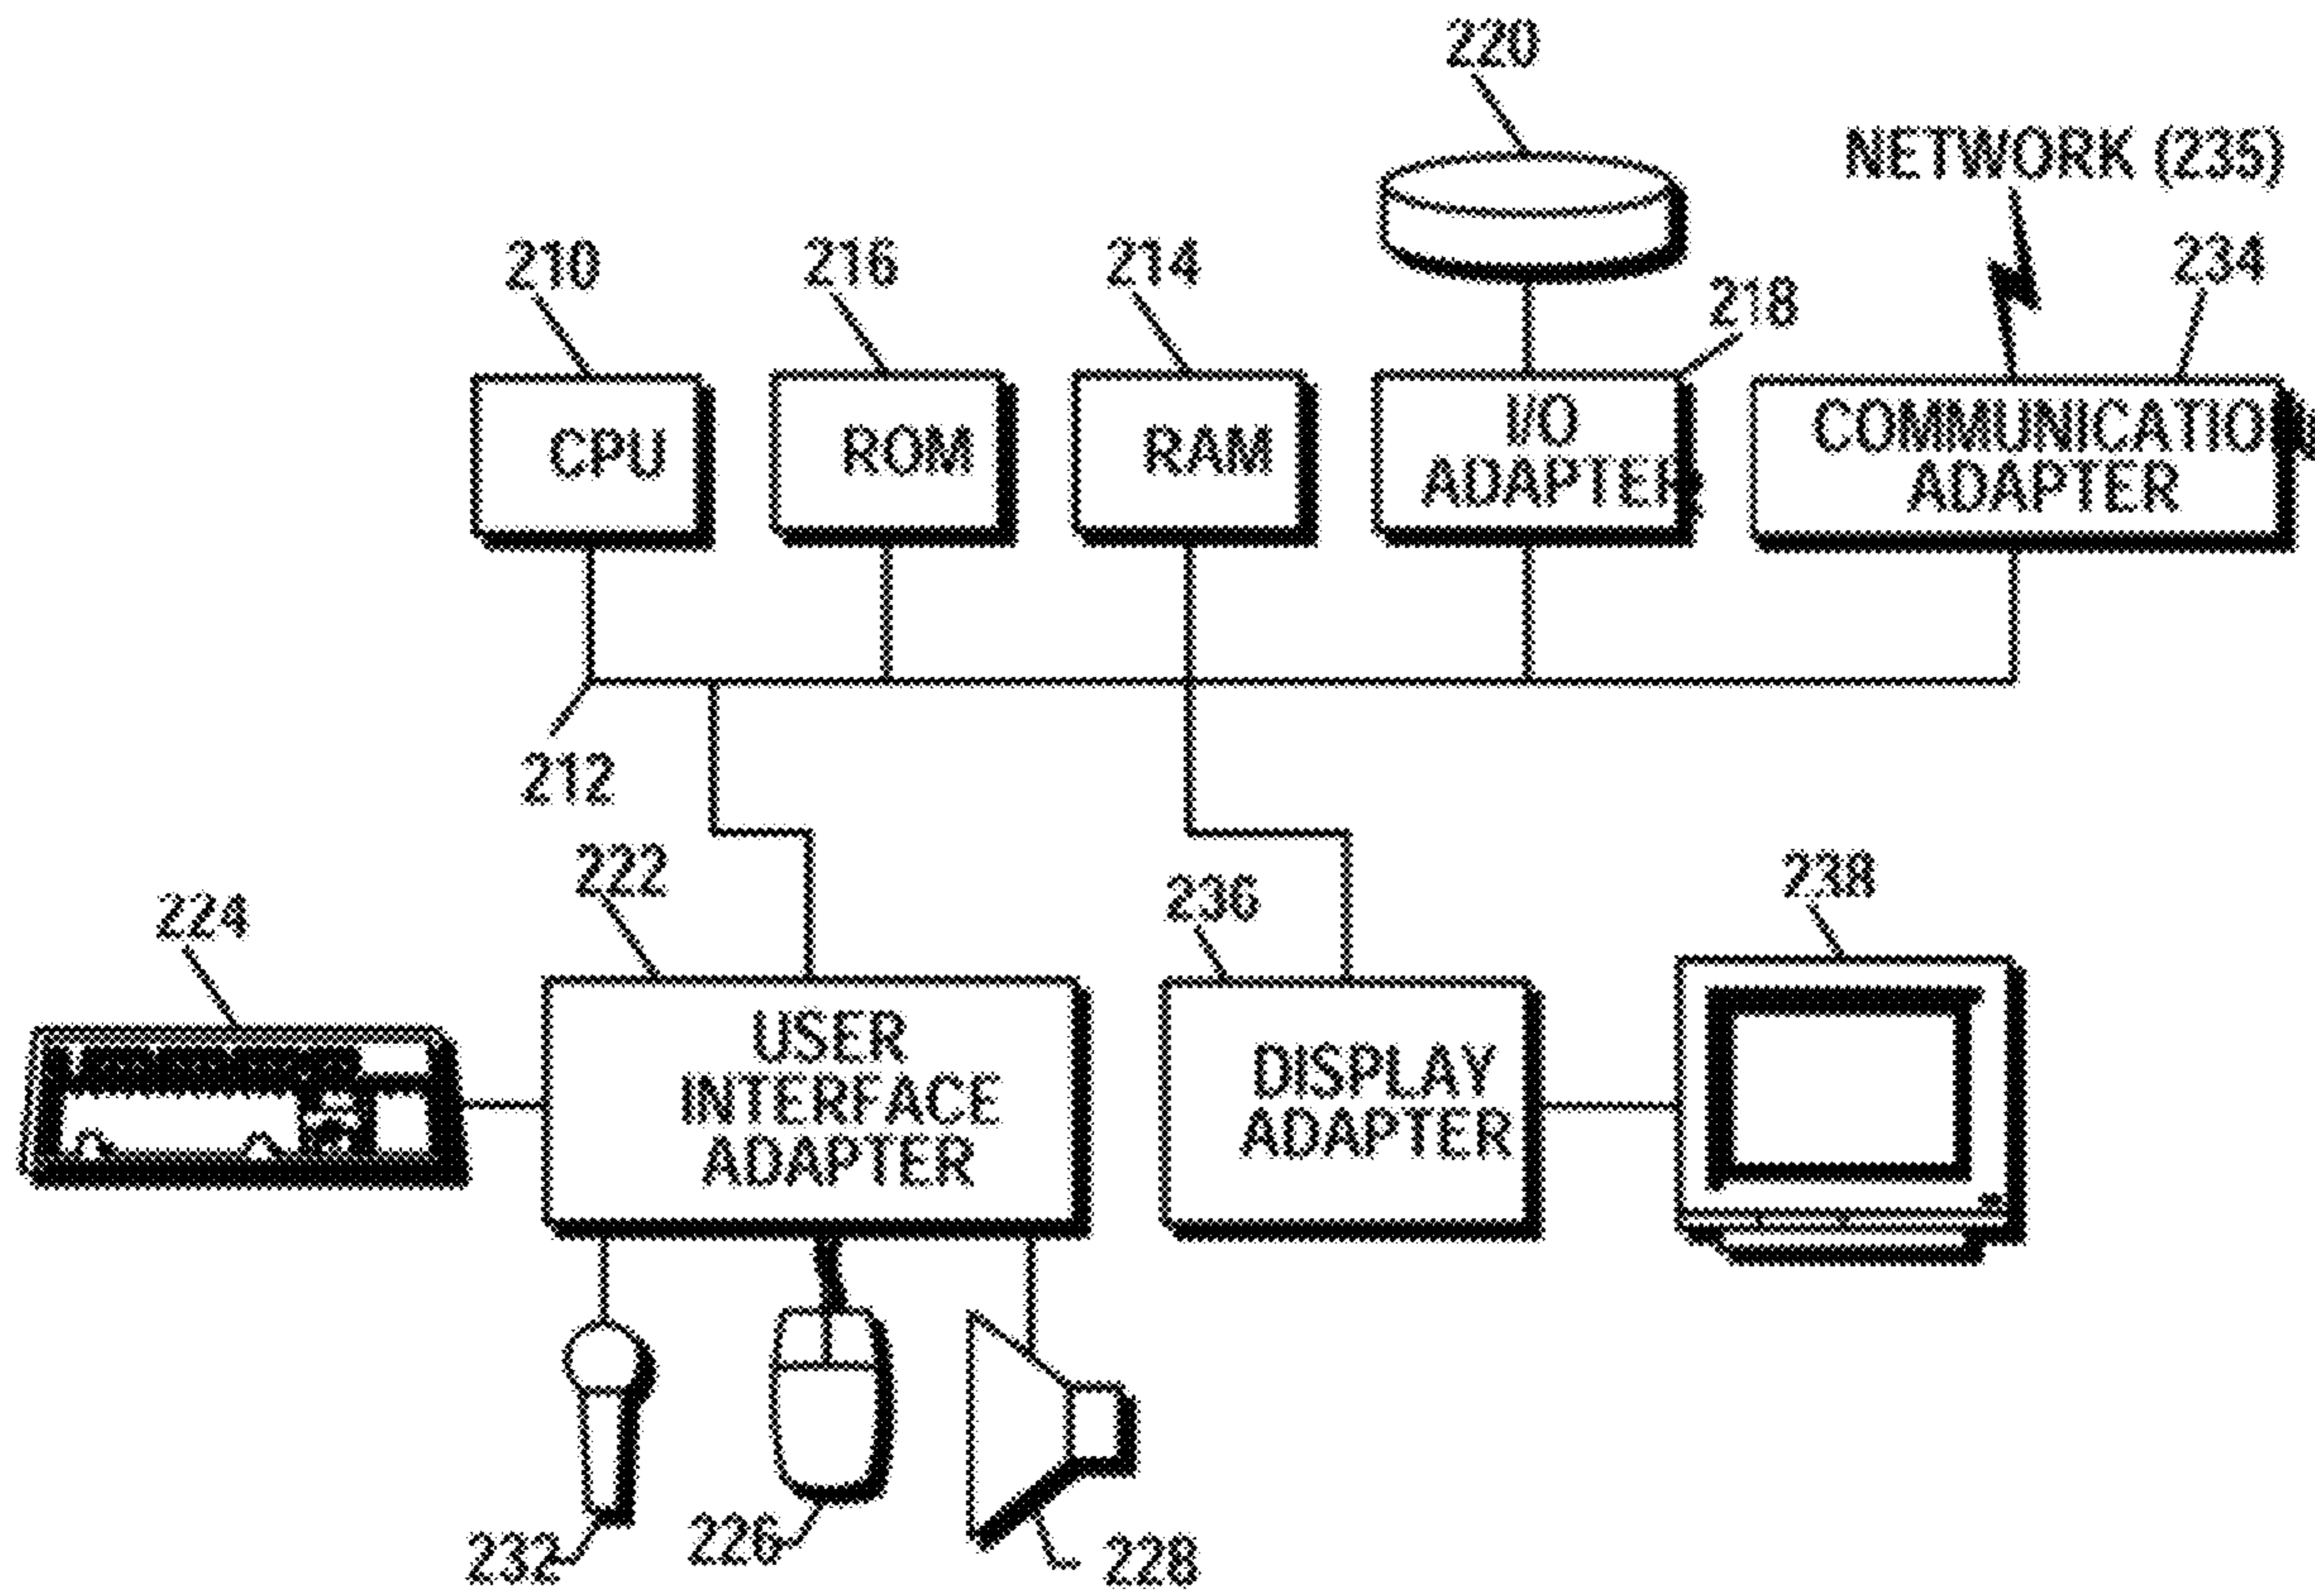 220
NETWORK (235)
210
216
214
218
234
CPU
ROM
RAM
I/O
ADAPTER
COMMUNICATION
ADAPTER
212
222
236
238
224
USER
INTERFACE
ADAPTER
DISPLAY
ADAPTER
232
226
228